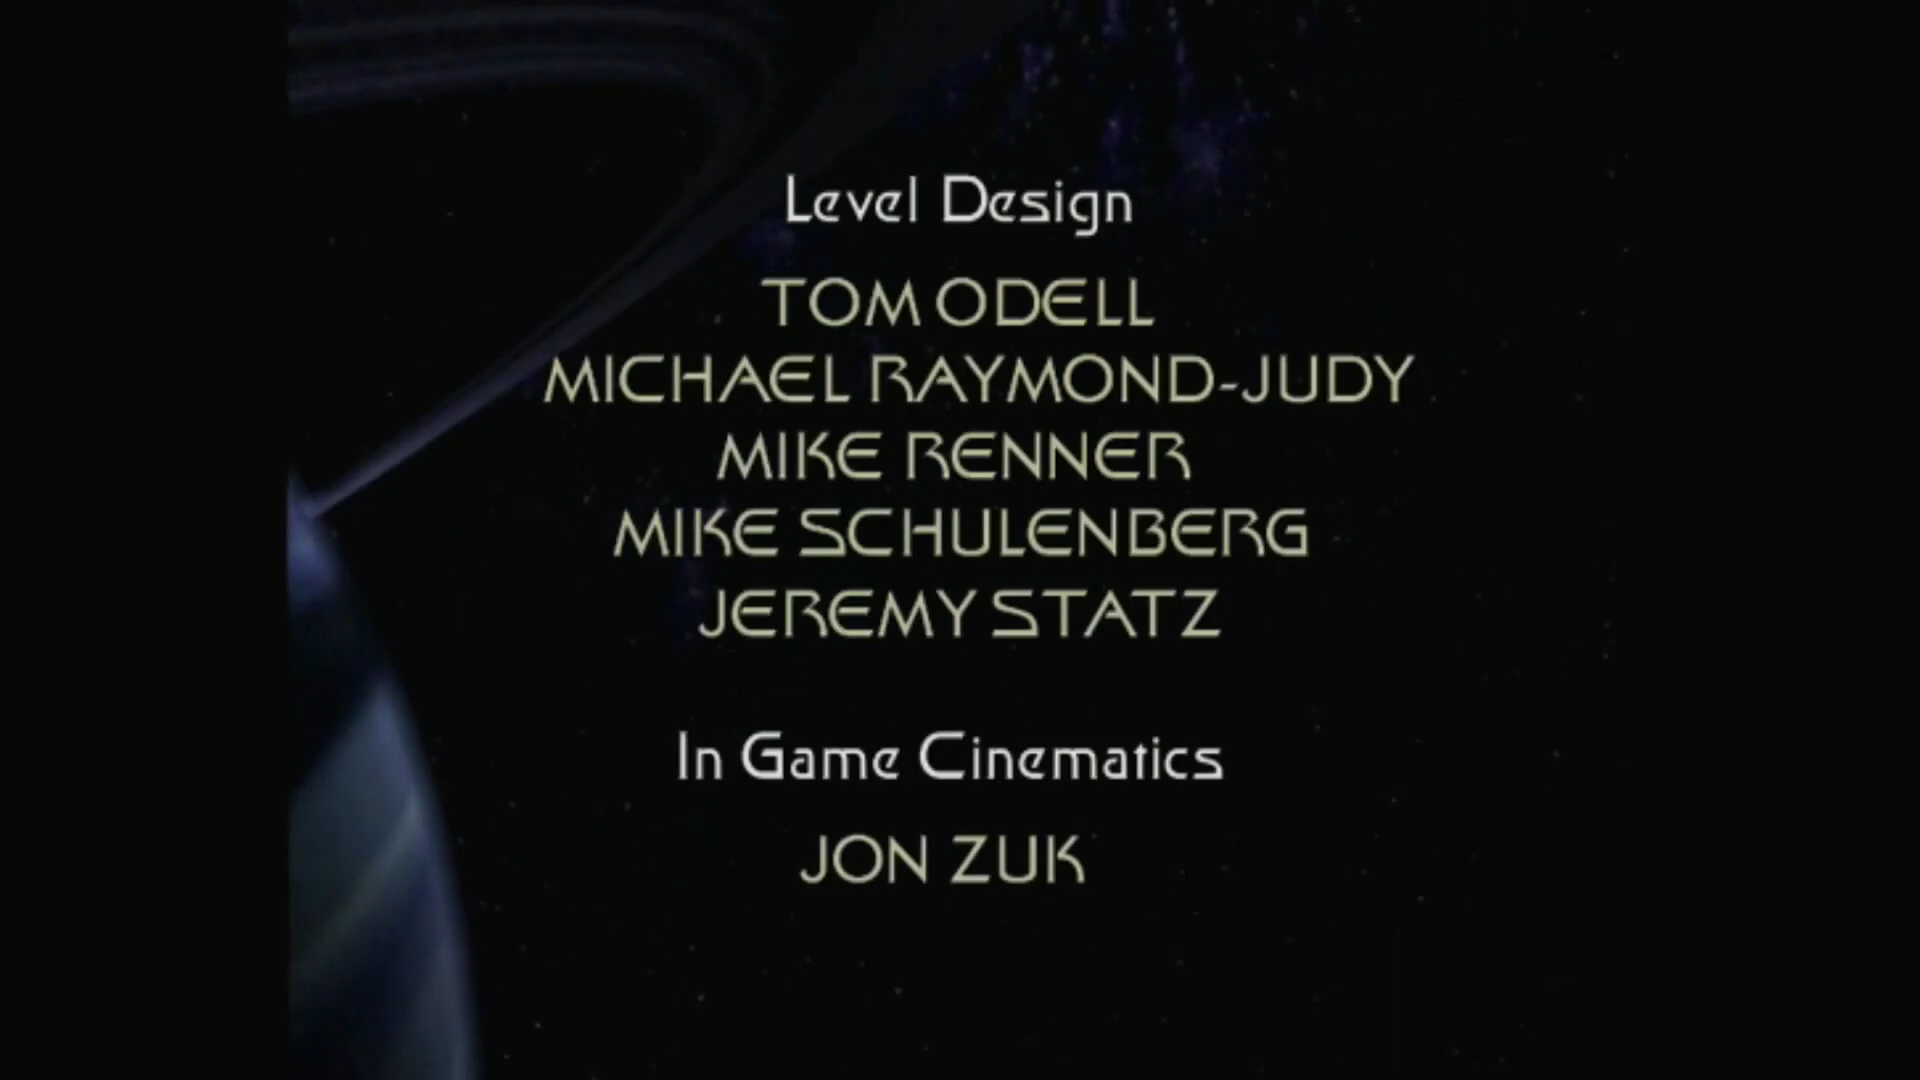 Level Design
TOM ODELL
MICHAEL RAYMOND-JUDY
MIKE RENNER
MIKE SCHULENBERG
JEREMY STATZ
In Game Cinematics
JON ZUK